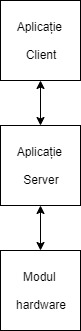 Aplicație
Client
Aplicație
Server
Modul
hardware